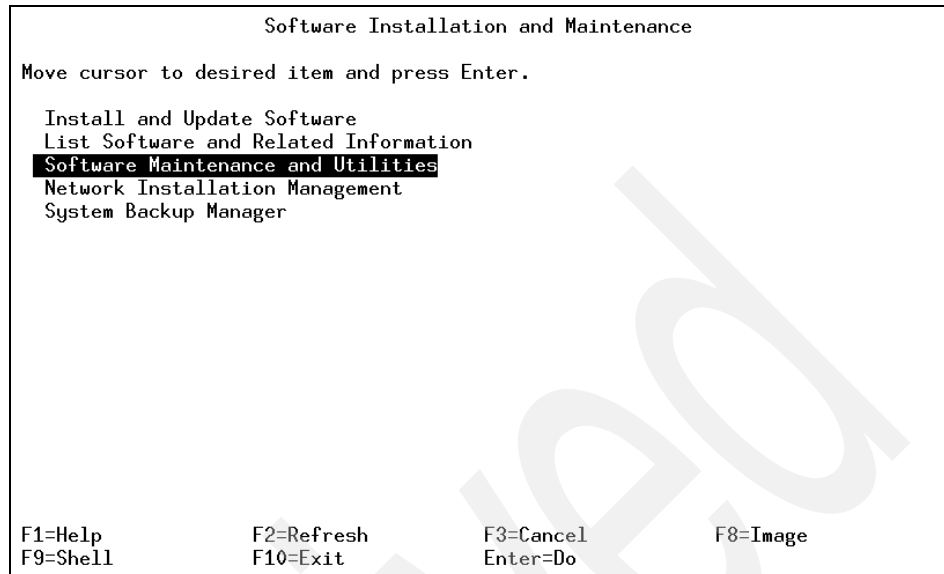 Software Installation and Maintenance
Move cursor to desired item and press Enter.
Install and Update Software
List Software and Related Information
Software Maintenance and Utilities
Network Installation Management
System Backup Manager
F1=Help F2=Refresh F3=Cancel F8=Image
F9=Shell F10=Exit Enter=Do